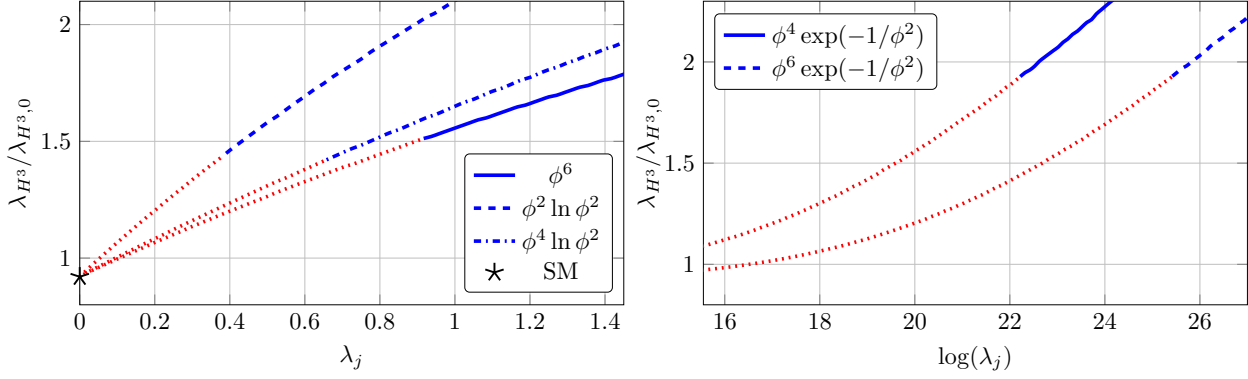 2
1.5
1
λ_{H^3}/λ_{H^3,0}
0 0.2 0.4 0.6 0.8 1 1.2 1.4
λ_j
φ^6
φ^2 ln φ^2
φ^4 ln φ^2
SM
2
1.5
1
λ_{H^3}/λ_{H^3,0}
16 18 20 22 24 26
log(λ_j)
φ^4 exp(−1/φ^2)
φ^6 exp(−1/φ^2)